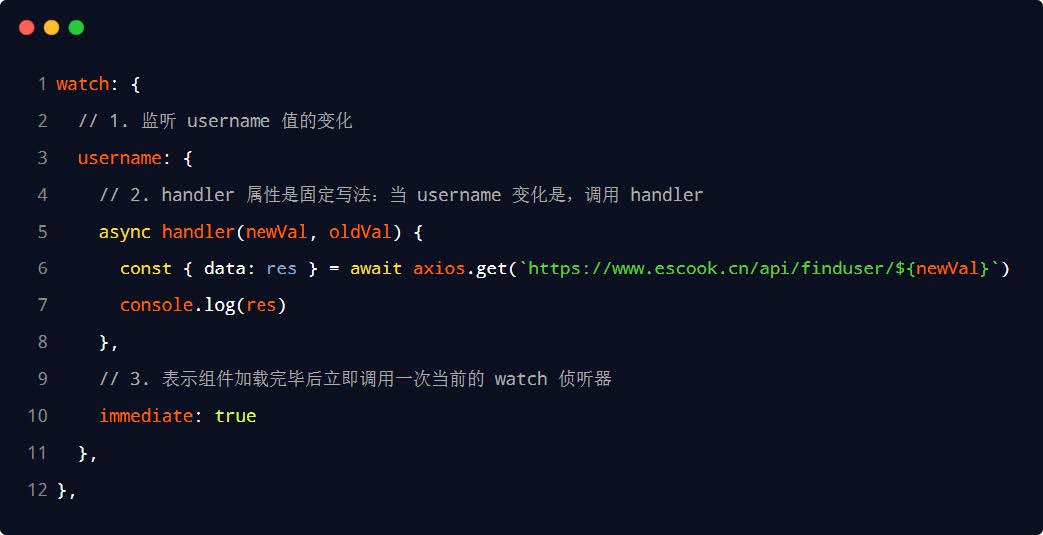 1 watch: {
2 // 1. 监听 username 值的变化
3 username: {
4 // 2. handler 属性是固定写法：当 username 变化是，调用 handler
5 async handler(newVal, oldVal) {
6 const { data: res } = await axios.get(`https://www.escook.cn/api/finduser/${newVal}`)
7 console.log(res)
8 },
9 // 3. 表示组件加载完毕后立即调用一次当前的 watch 侦听器
10 immediate: true
11 },
12 },